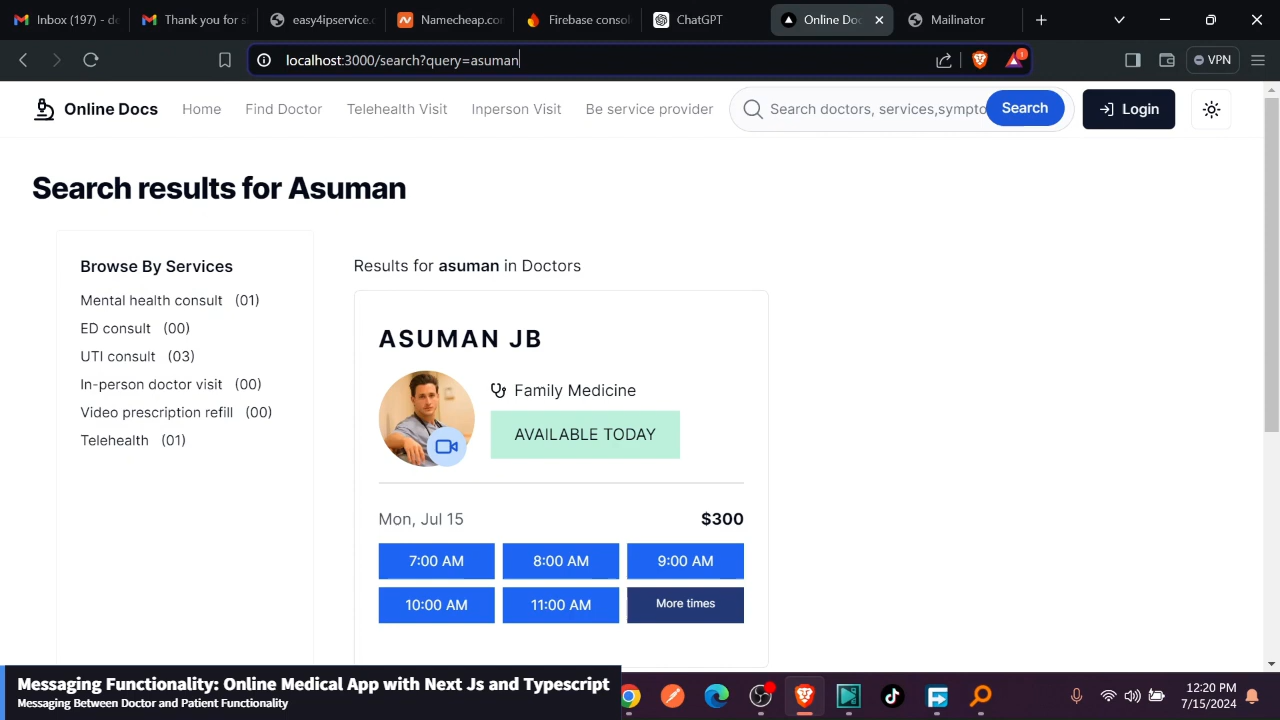 Inbox (197) - de
Thank you for s
easy4ipservice.c
Namecheap.co
Firebase conso
ChatGPT
Online Doc
Mailinator
localhost:3000/search?query=asuman
1
VPN
Online Docs
Home
Find Doctor
Telehealth Visit
Inperson Visit
Be service provider
Search doctors, services,sympto
Search
Login
Search results for Asuman
Browse By Services
Mental health consult (01)
ED consult (00)
UTI consult (03)
In-person doctor visit (00)
Video prescription refill (00)
Telehealth (01)
Results for asuman in Doctors
ASUMAN JB
Family Medicine
AVAILABLE TODAY
Mon, Jul 15
$300
7:00 AM
8:00 AM
9:00 AM
10:00 AM
11:00 AM
More times
Messaging Functionality: Online Medical App with Next Js and Typescript
Messaging Between Doctor and Patient Functionality
12:20 PM
7/15/2024